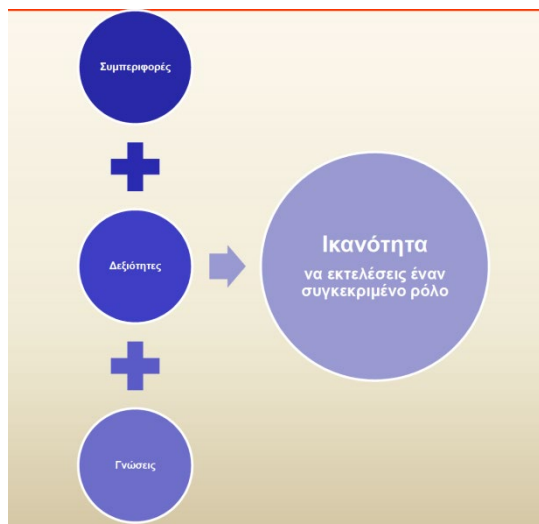 Συμπεριφορές
Δεξιότητες
Γνώσεις
Ικανότητα
να εκτελέσεις έναν
συγκεκριμένο ρόλο